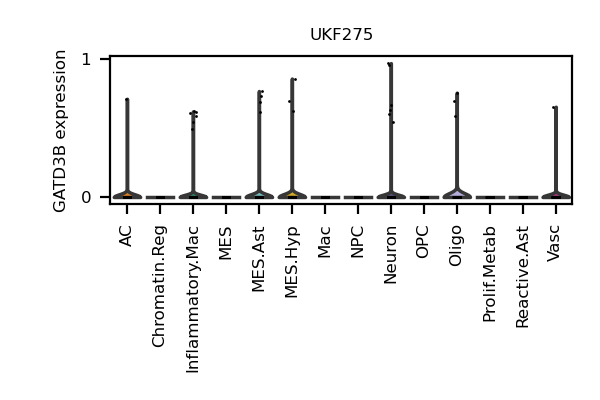 UKF275
GATD3B expression
1
0
AC
Chromatin.Reg
Inflammatory.Mac
MES
MES.Ast
MES.Hyp
Mac
NPC
Neuron
OPC
Oligo
Prolif.Metab
Reactive.Ast
Vasc